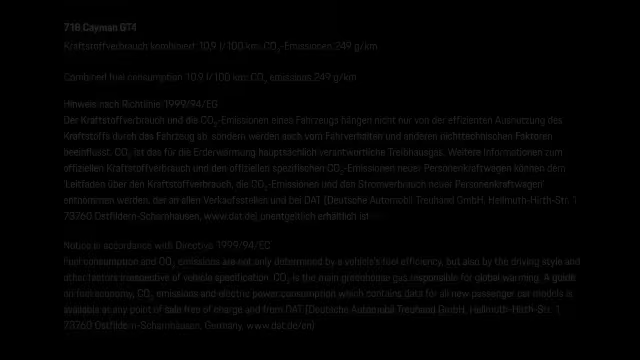 718 Cayman GT4
Kraftstoffverbrauch kombiniert 10,9 l/100 km; CO₂-Emissionen 249 g/km
Combined fuel consumption 10,9 l/100 km; CO₂ emissions 249 g/km
Hinweis nach Richtlinie 1999/94/EG
Der Kraftstoffverbrauch und die CO₂-Emissionen eines Fahrzeugs hängen nicht nur von der effizienten Ausnutzung des
Kraftstoffs durch das Fahrzeug ab, sondern werden auch vom Fahrverhalten und anderen nichttechnischen Faktoren
beeinflusst. CO₂ ist das für die Erderwärmung hauptsächlich verantwortliche Treibhausgas. Weitere Informationen zum
offiziellen Kraftstoffverbrauch und den offiziellen spezifischen CO₂-Emissionen neuer Personenkraftwagen können dem
'Leitfaden über den Kraftstoffverbrauch, die CO₂-Emissionen und den Stromverbrauch neuer Personenkraftwagen'
entnommen werden, der an allen Verkaufsstellen und bei DAT (Deutsche Automobil Treuhand GmbH, Hellmuth-Hirth-Str. 1
73760 Ostfildern-Scharnhausen, www.dat.de) unentgeltlich erhältlich ist
Notice in accordance with Directive 1999/94/EC
Fuel consumption and CO₂ emissions are not only determined by a vehicle's fuel efficiency, but also by the driving style and
other factors irrespective of vehicle specification. CO₂ is the main greenhouse gas responsible for global warming. A guide
on fuel economy, CO₂ emissions and electric power consumption which contains data for all new passenger car models is
available at any point of sale free of charge and from DAT (Deutsche Automobil Treuhand GmbH, Hellmuth-Hirth-Str. 1
73760 Ostfildern-Scharnhausen, Germany, www.dat.de/en)